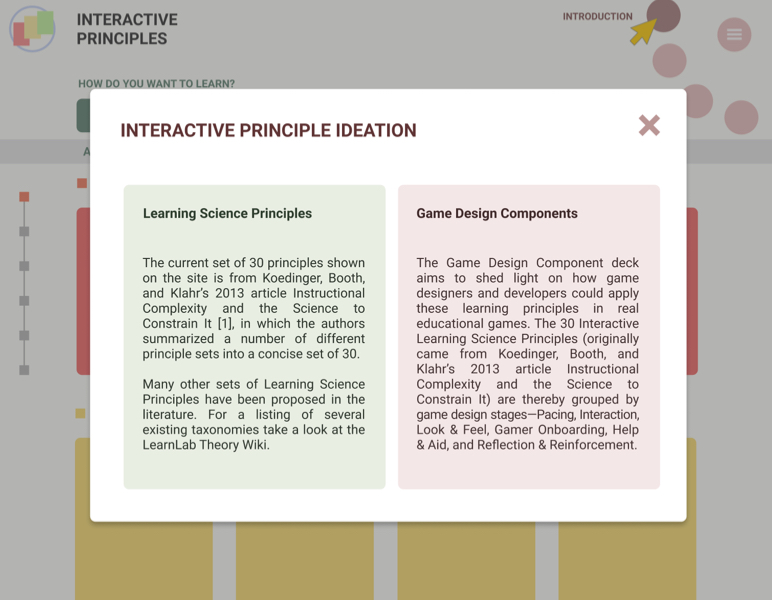 INTERACTIVE
PRINCIPLES
INTRODUCTION
HOW DO YOU WANT TO LEARN?
A
INTERACTIVE PRINCIPLE IDEATION
Learning Science Principles
The current set of 30 principles shown
on the site is from Koedinger, Booth,
and Klahr’s 2013 article Instructional
Complexity and the Science to
Constrain It [1], in which the authors
summarized a number of different
principle sets into a concise set of 30.
Many other sets of Learning Science
Principles have been proposed in the
literature. For a listing of several
existing taxonomies take a look at the
LearnLab Theory Wiki.
Game Design Components
The Game Design Component deck
aims to shed light on how game
designers and developers could apply
these learning principles in real
educational games. The 30 Interactive
Learning Science Principles (originally
came from Koedinger, Booth, and
Klahr’s 2013 article Instructional
Complexity and the Science to
Constrain It) are thereby grouped by
game design stages—Pacing, Interaction,
Look & Feel, Gamer Onboarding, Help
& Aid, and Reflection & Reinforcement.